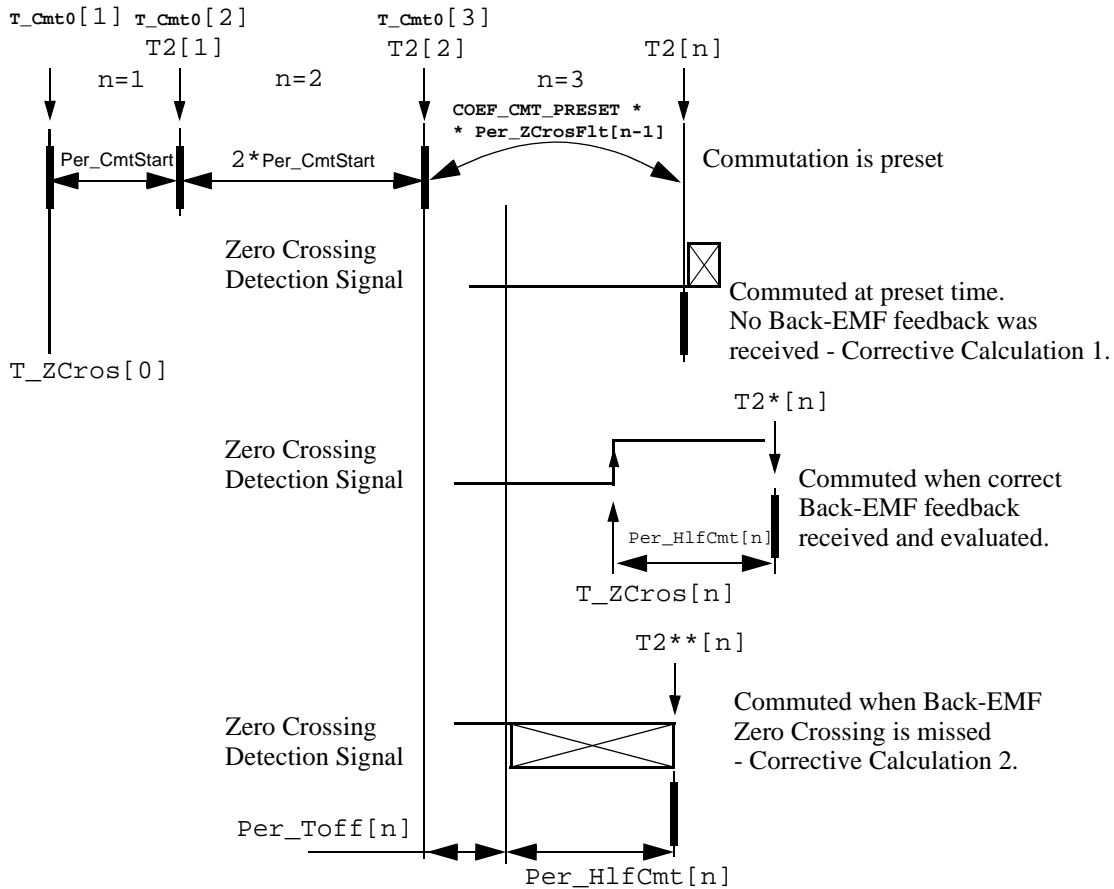 T_Cmt0[1] T_Cmt0[2] T_Cmt0[3]
T2[1] T2[2] T2[n]
n=1 n=2 n=3
COEF_CMT_PRESET *
* Per_ZCrosFlt[n-1]
Per_CmtStart 2*Per_CmtStart
Commutation is preset
Zero Crossing
Detection Signal
Commuted at preset time.
No Back-EMF feedback was
received - Corrective Calculation 1.
T_ZCros[0]
T2*[n]
Zero Crossing
Detection Signal
Commuted when correct
Back-EMF feedback
received and evaluated.
Per_HlfCmt[n]
T_ZCros[n]
T2**[n]
Zero Crossing
Detection Signal
Commuted when Back-EMF
Zero Crossing is missed
- Corrective Calculation 2.
Per_Toff[n]
Per_HlfCmt[n]